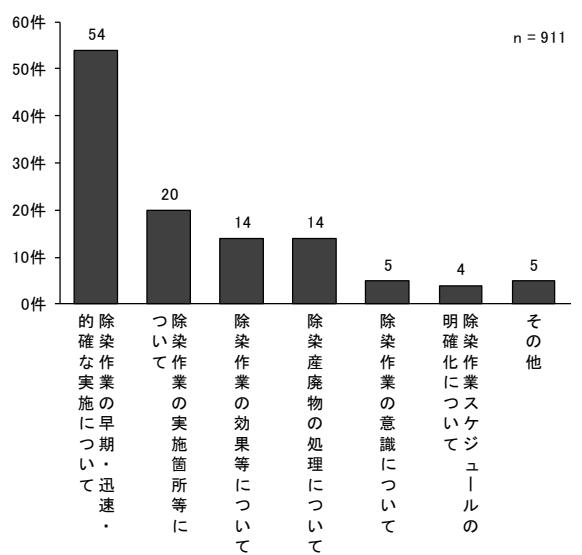 60件
50件
40件
30件
20件
10件
0件
n = 911
54
20
14
14
5
4
5
除染作業の早期・迅速・
的確な実施について
除染作業の実施箇所等に
ついて
除染作業の効果等について
除染産廃物の処理について
除染作業の意識について
除染作業スケジュールの
明確化について
その他